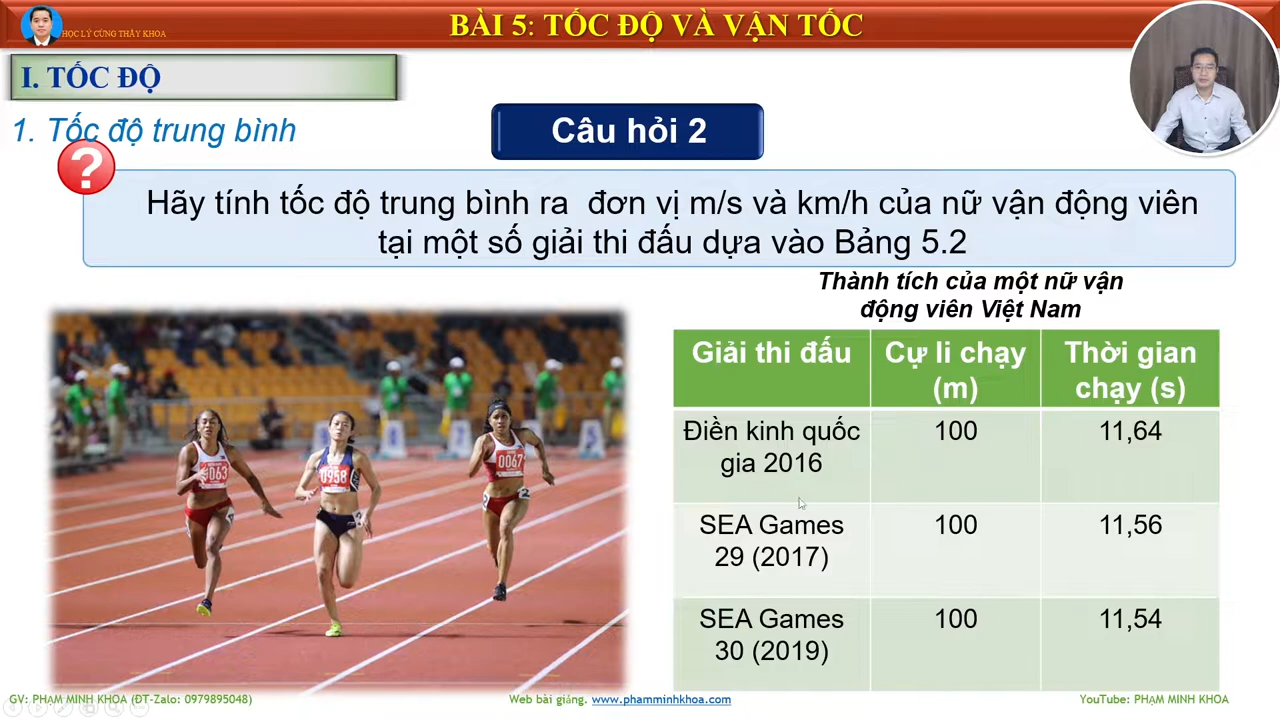 HỌC LÝ CÙNG THẦY KHOA
BÀI 5: TỐC ĐỘ VÀ VẬN TỐC
I. TỐC ĐỘ
1. Tốc độ trung bình
Câu hỏi 2
?
Hãy tính tốc độ trung bình ra đơn vị m/s và km/h của nữ vận động viên
tại một số giải thi đấu dựa vào Bảng 5.2
Thành tích của một nữ vận
động viên Việt Nam
Giải thi đấu Cự li chạy (m) Thời gian chạy (s)
Điền kinh quốc gia 2016 100 11,64
SEA Games 29 (2017) 100 11,56
SEA Games 30 (2019) 100 11,54
0958
0067
GV: PHẠM MINH KHOA (ĐT-Zalo: 0979895048)
Web bài giảng. www.phamminhkhoa.com
YouTube: PHẠM MINH KHOA